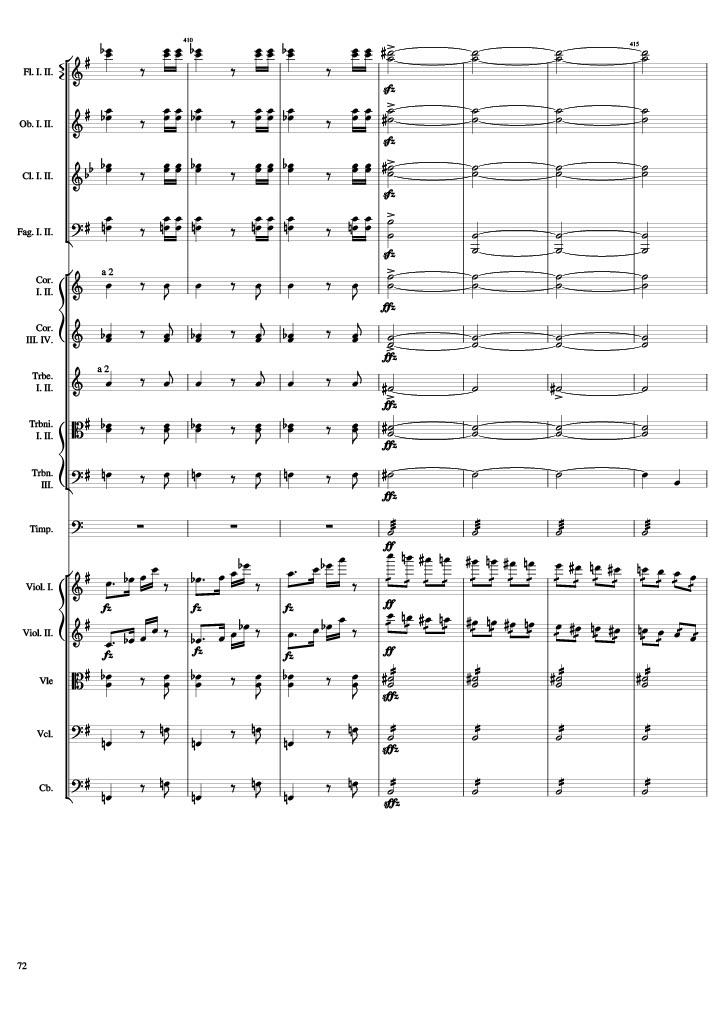 410
415
Fl. I. II.
sfz
Ob. I. II.
sfz
Cl. I. II.
sfz
Fag. I. II.
sfz
a 2
Cor.
I. II.
ffz
Cor.
III. IV.
ffz
a 2
Trbe.
I. II.
ffz
Trbni.
I. II.
ffz
Trbn.
III.
ffz
Timp.
ff
Viol. I.
fz
fz
fz
ff
Viol. II.
fz
fz
fz
ff
Vle
sffz
Vcl.
sffz
Cb.
sffz
72